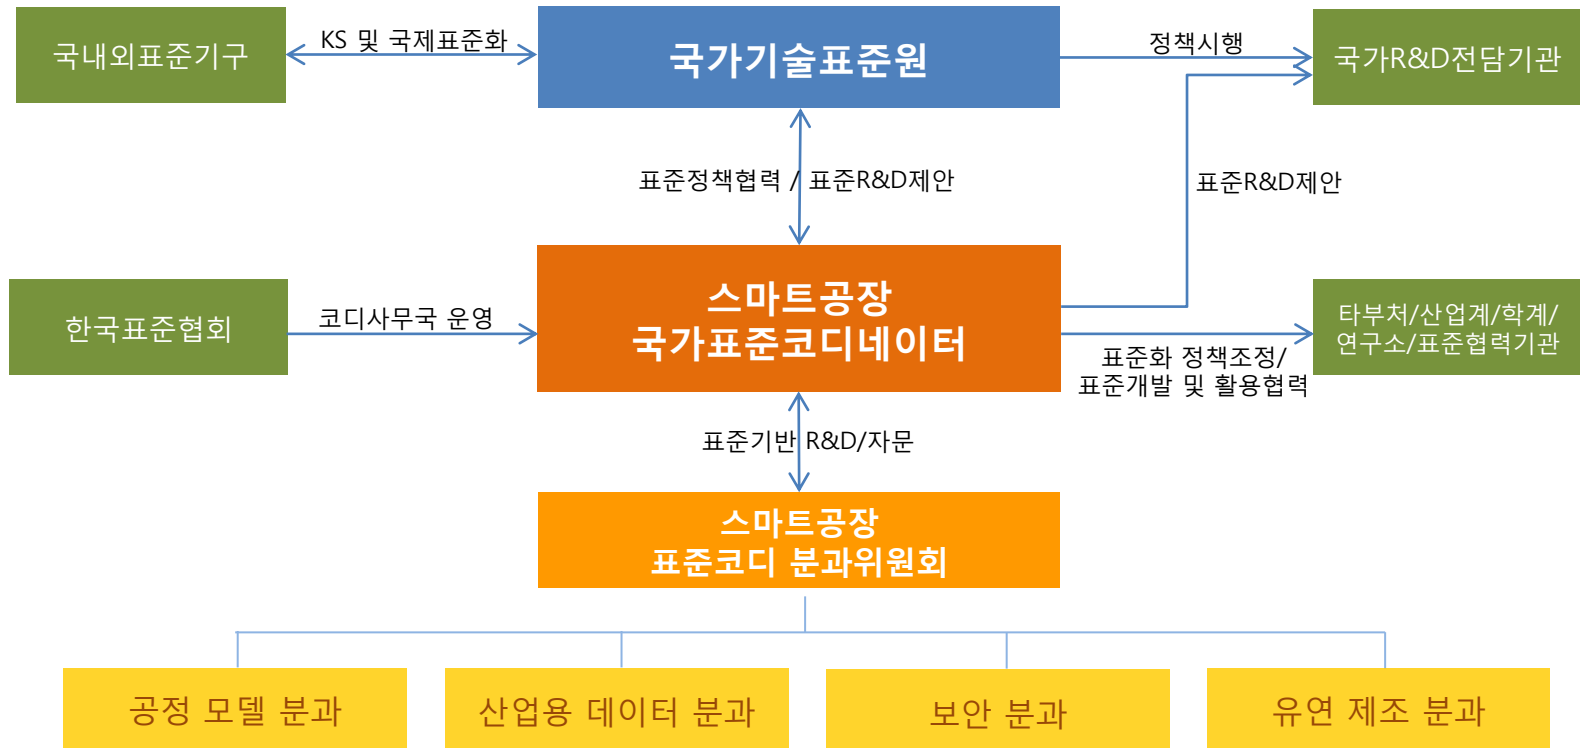 국내외표준기구
KS 및 국제표준화
국가기술표준원
정책시행
국가R&D전담기관
표준정책협력 / 표준R&D제안
표준R&D제안
한국표준협회
코디사무국 운영
스마트공장
국가표준코디네이터
타부처/산업계/학계/
연구소/표준협력기관
표준화 정책조정/
표준개발 및 활용협력
표준기반 R&D/자문
스마트공장
표준코디 분과위원회
공정 모델 분과
산업용 데이터 분과
보안 분과
유연 제조 분과